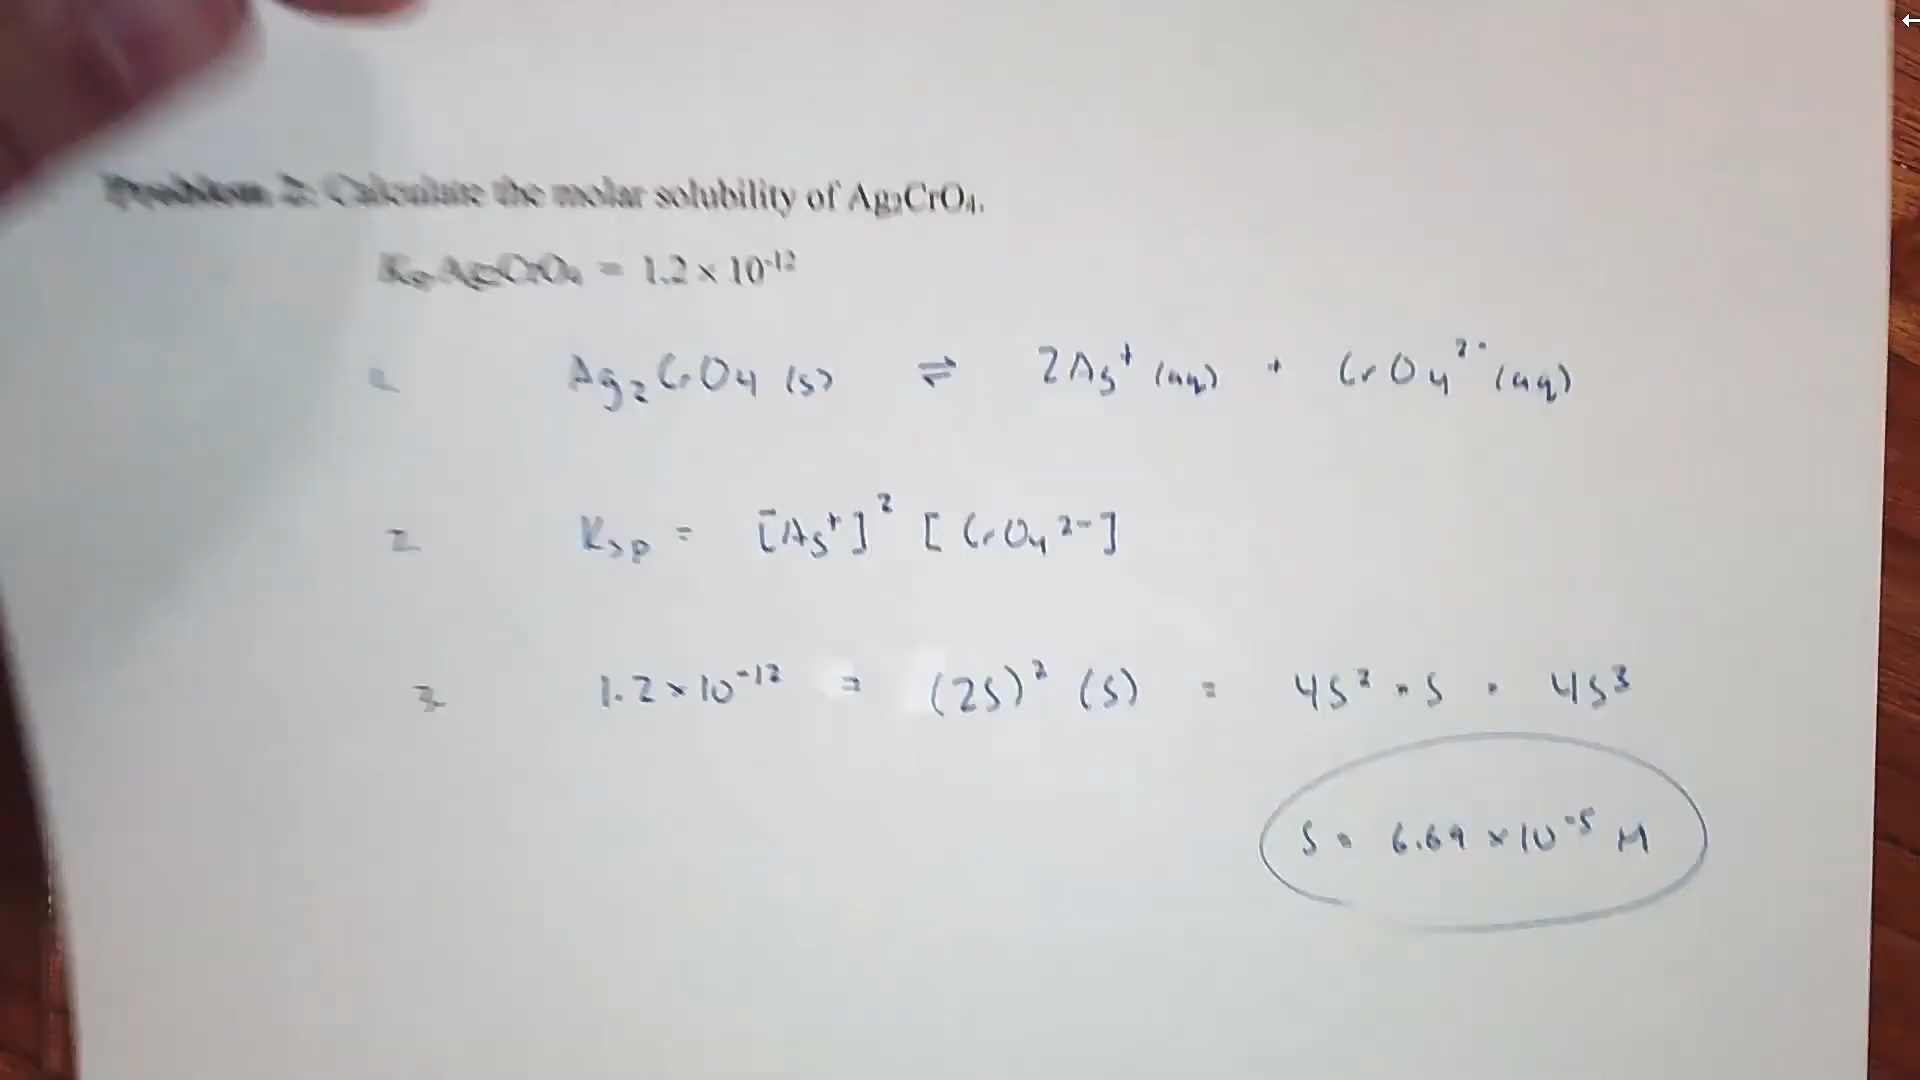 Problem 2: Calculate the molar solubility of Ag₂CrO₄.
Ksp Ag₂CrO₄ = 1.2 × 10⁻¹²
Ag₂CrO₄ (s) ⇌ 2Ag⁺ (aq) + CrO₄²⁻ (aq)
2 Ksp = [Ag⁺]² [CrO₄²⁻]
3 1.2 × 10⁻¹² = (2s)² (s) = 4s² · s = 4s³
s = 6.69 × 10⁻⁵ M